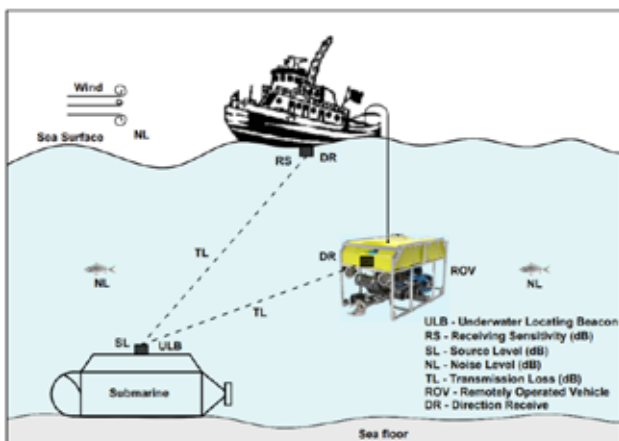 Wind
Sea Surface
NL
RS
DR
TL
DR
ROV
NL
NL
TL
SL
ULB
Submarine
ULB - Underwater Locating Beacon
RS - Receiving Sensitivity (dB)
SL - Source Level (dB)
NL - Noise Level (dB)
TL - Transmission Loss (dB)
ROV - Remotely Operated Vehicle
DR - Direction Receive
Sea floor